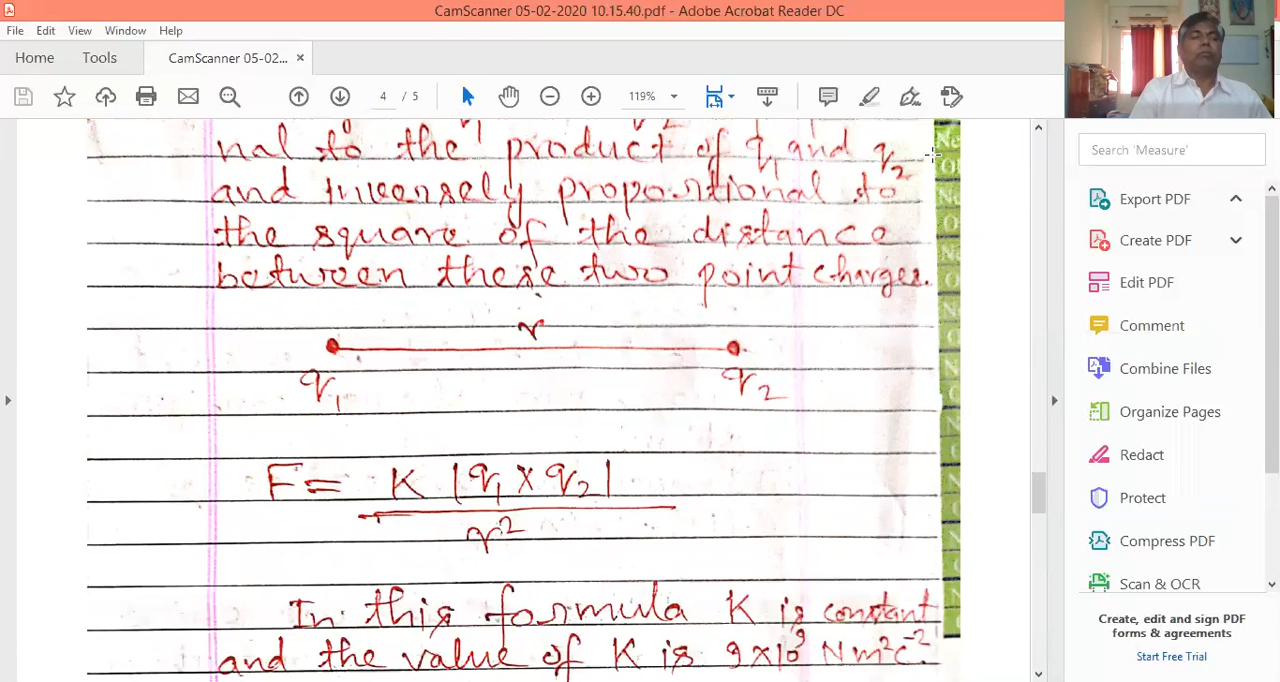 CamScanner 05-02-2020 10.15.40.pdf - Adobe Acrobat Reader DC
File Edit View Window Help
Home Tools CamScanner 05-02... ×
4 / 5 119%
nal to the product of q1 and q2
and inversely proportional to
the square of the distance
between these two point charges.
r
q1 q2
F = K |q1 × q2|
r²
In this formula K is constant
and the value of K is 9×10⁹ Nm²c⁻².
Search 'Measure'
Export PDF
Create PDF
Edit PDF
Comment
Combine Files
Organize Pages
Redact
Protect
Compress PDF
Scan & OCR
Create, edit and sign PDF
forms & agreements
Start Free Trial